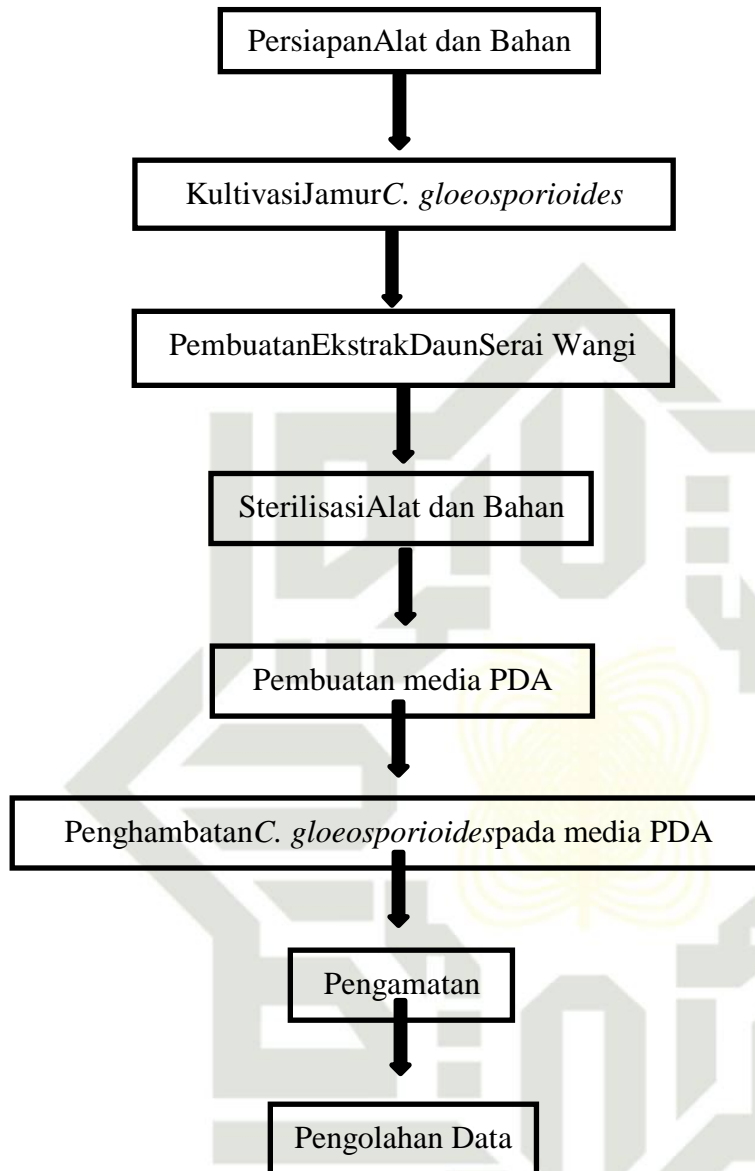 PersiapanAlat dan Bahan
KultivasiJamurC. gloeosporioides
PembuatanEkstrakDaunSerai Wangi
SterilisasiAlat dan Bahan
Pembuatan media PDA
PenghambatanC. gloeosporioidespada media PDA
Pengamatan
Pengolahan Data